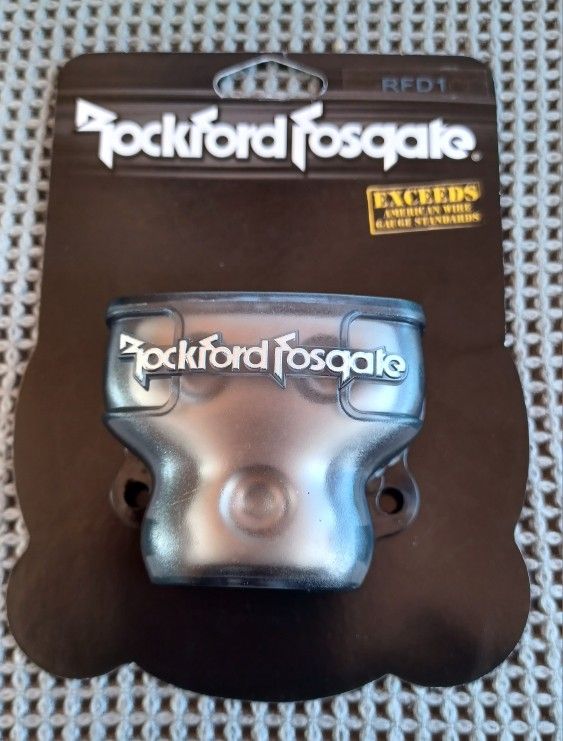 RFD1
Rockford Fosgate®
EXCEEDS
AMERICAN WIRE
GAUGE STANDARDS
Rockford Fosgate